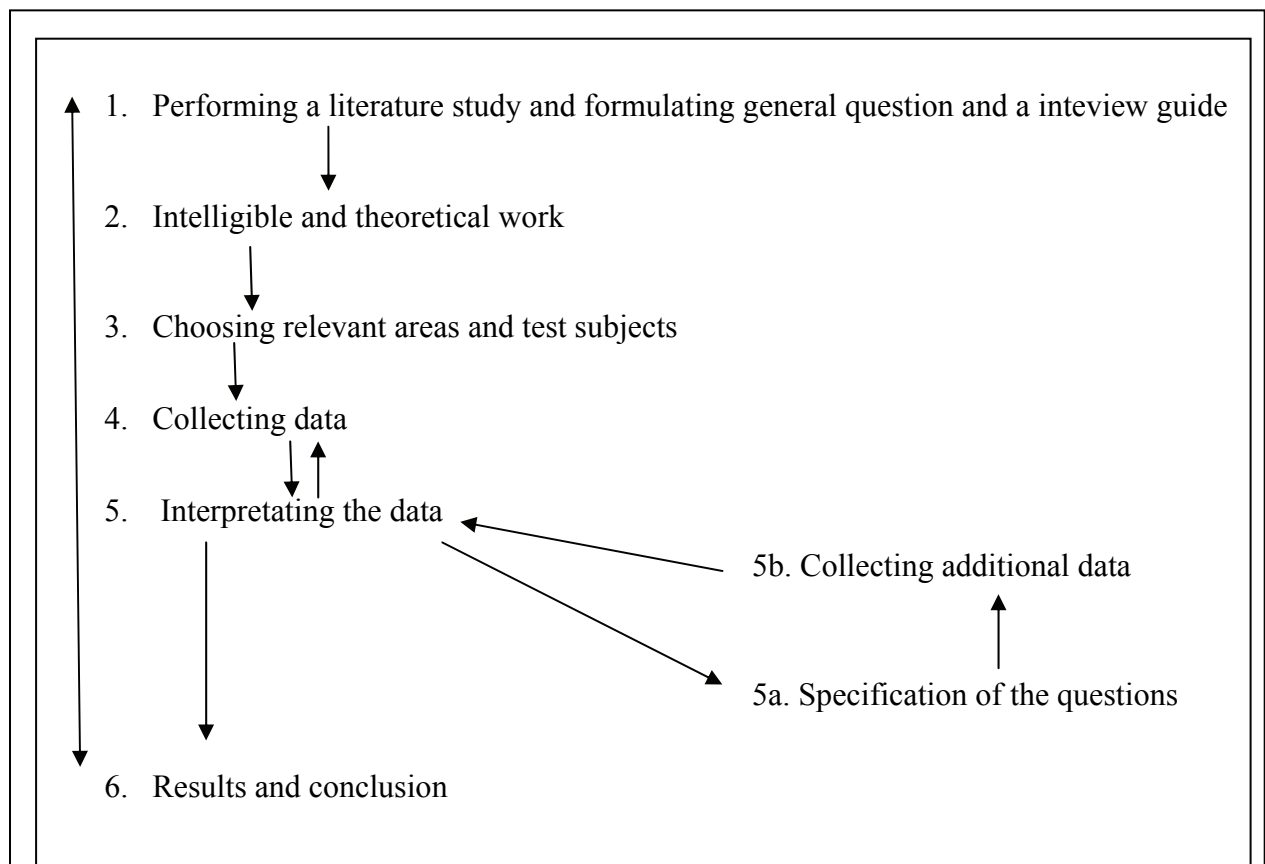 1. Performing a literature study and formulating general question and a inteview guide
2. Intelligible and theoretical work
3. Choosing relevant areas and test subjects
4. Collecting data
5. Interpretating the data
5b. Collecting additional data
5a. Specification of the questions
6. Results and conclusion